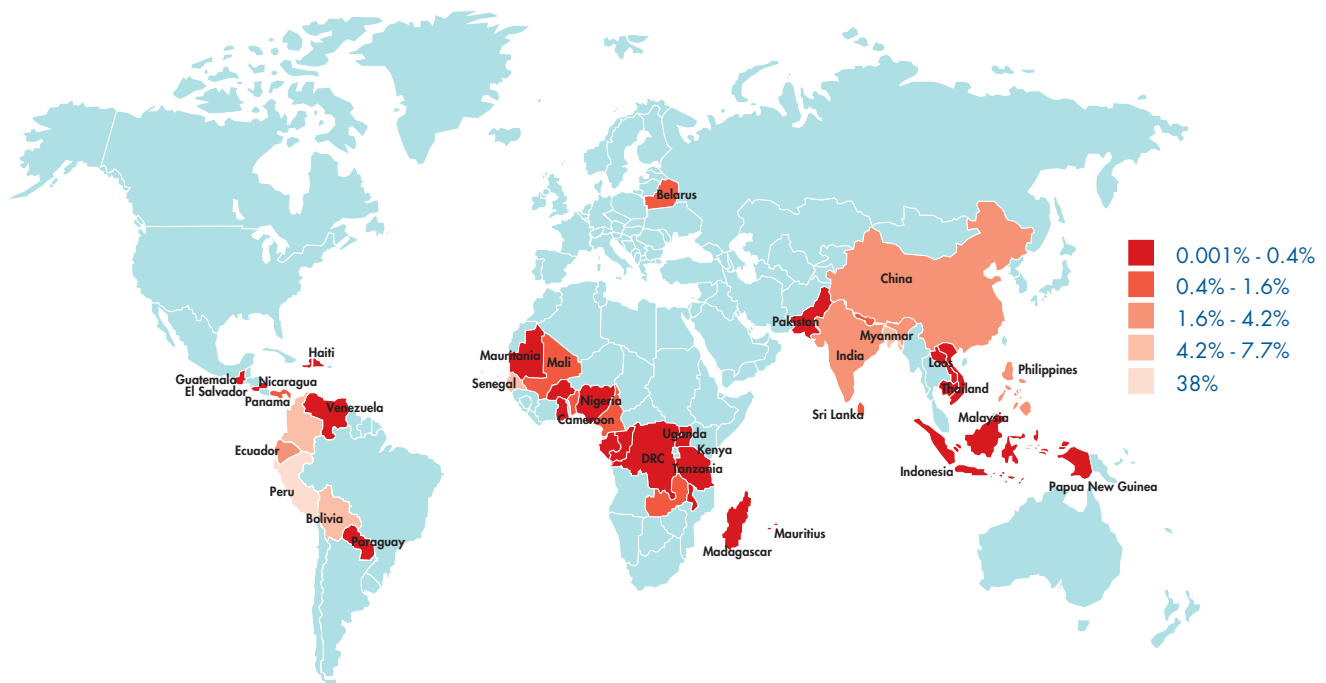 Belarus
0.001% - 0.4%
0.4% - 1.6%
1.6% - 4.2%
4.2% - 7.7%
38%
China
Pakistan
Myanmar
India
Laos
Thailand
Philippines
Sri Lanka
Malaysia
Indonesia
Papua New Guinea
Haiti
Guatemala
Nicaragua
El Salvador
Panama
Venezuela
Ecuador
Peru
Bolivia
Paraguay
Mauritania
Mali
Senegal
Nigeria
Cameroon
Uganda
Kenya
DRC
Tanzania
Mauritius
Madagascar